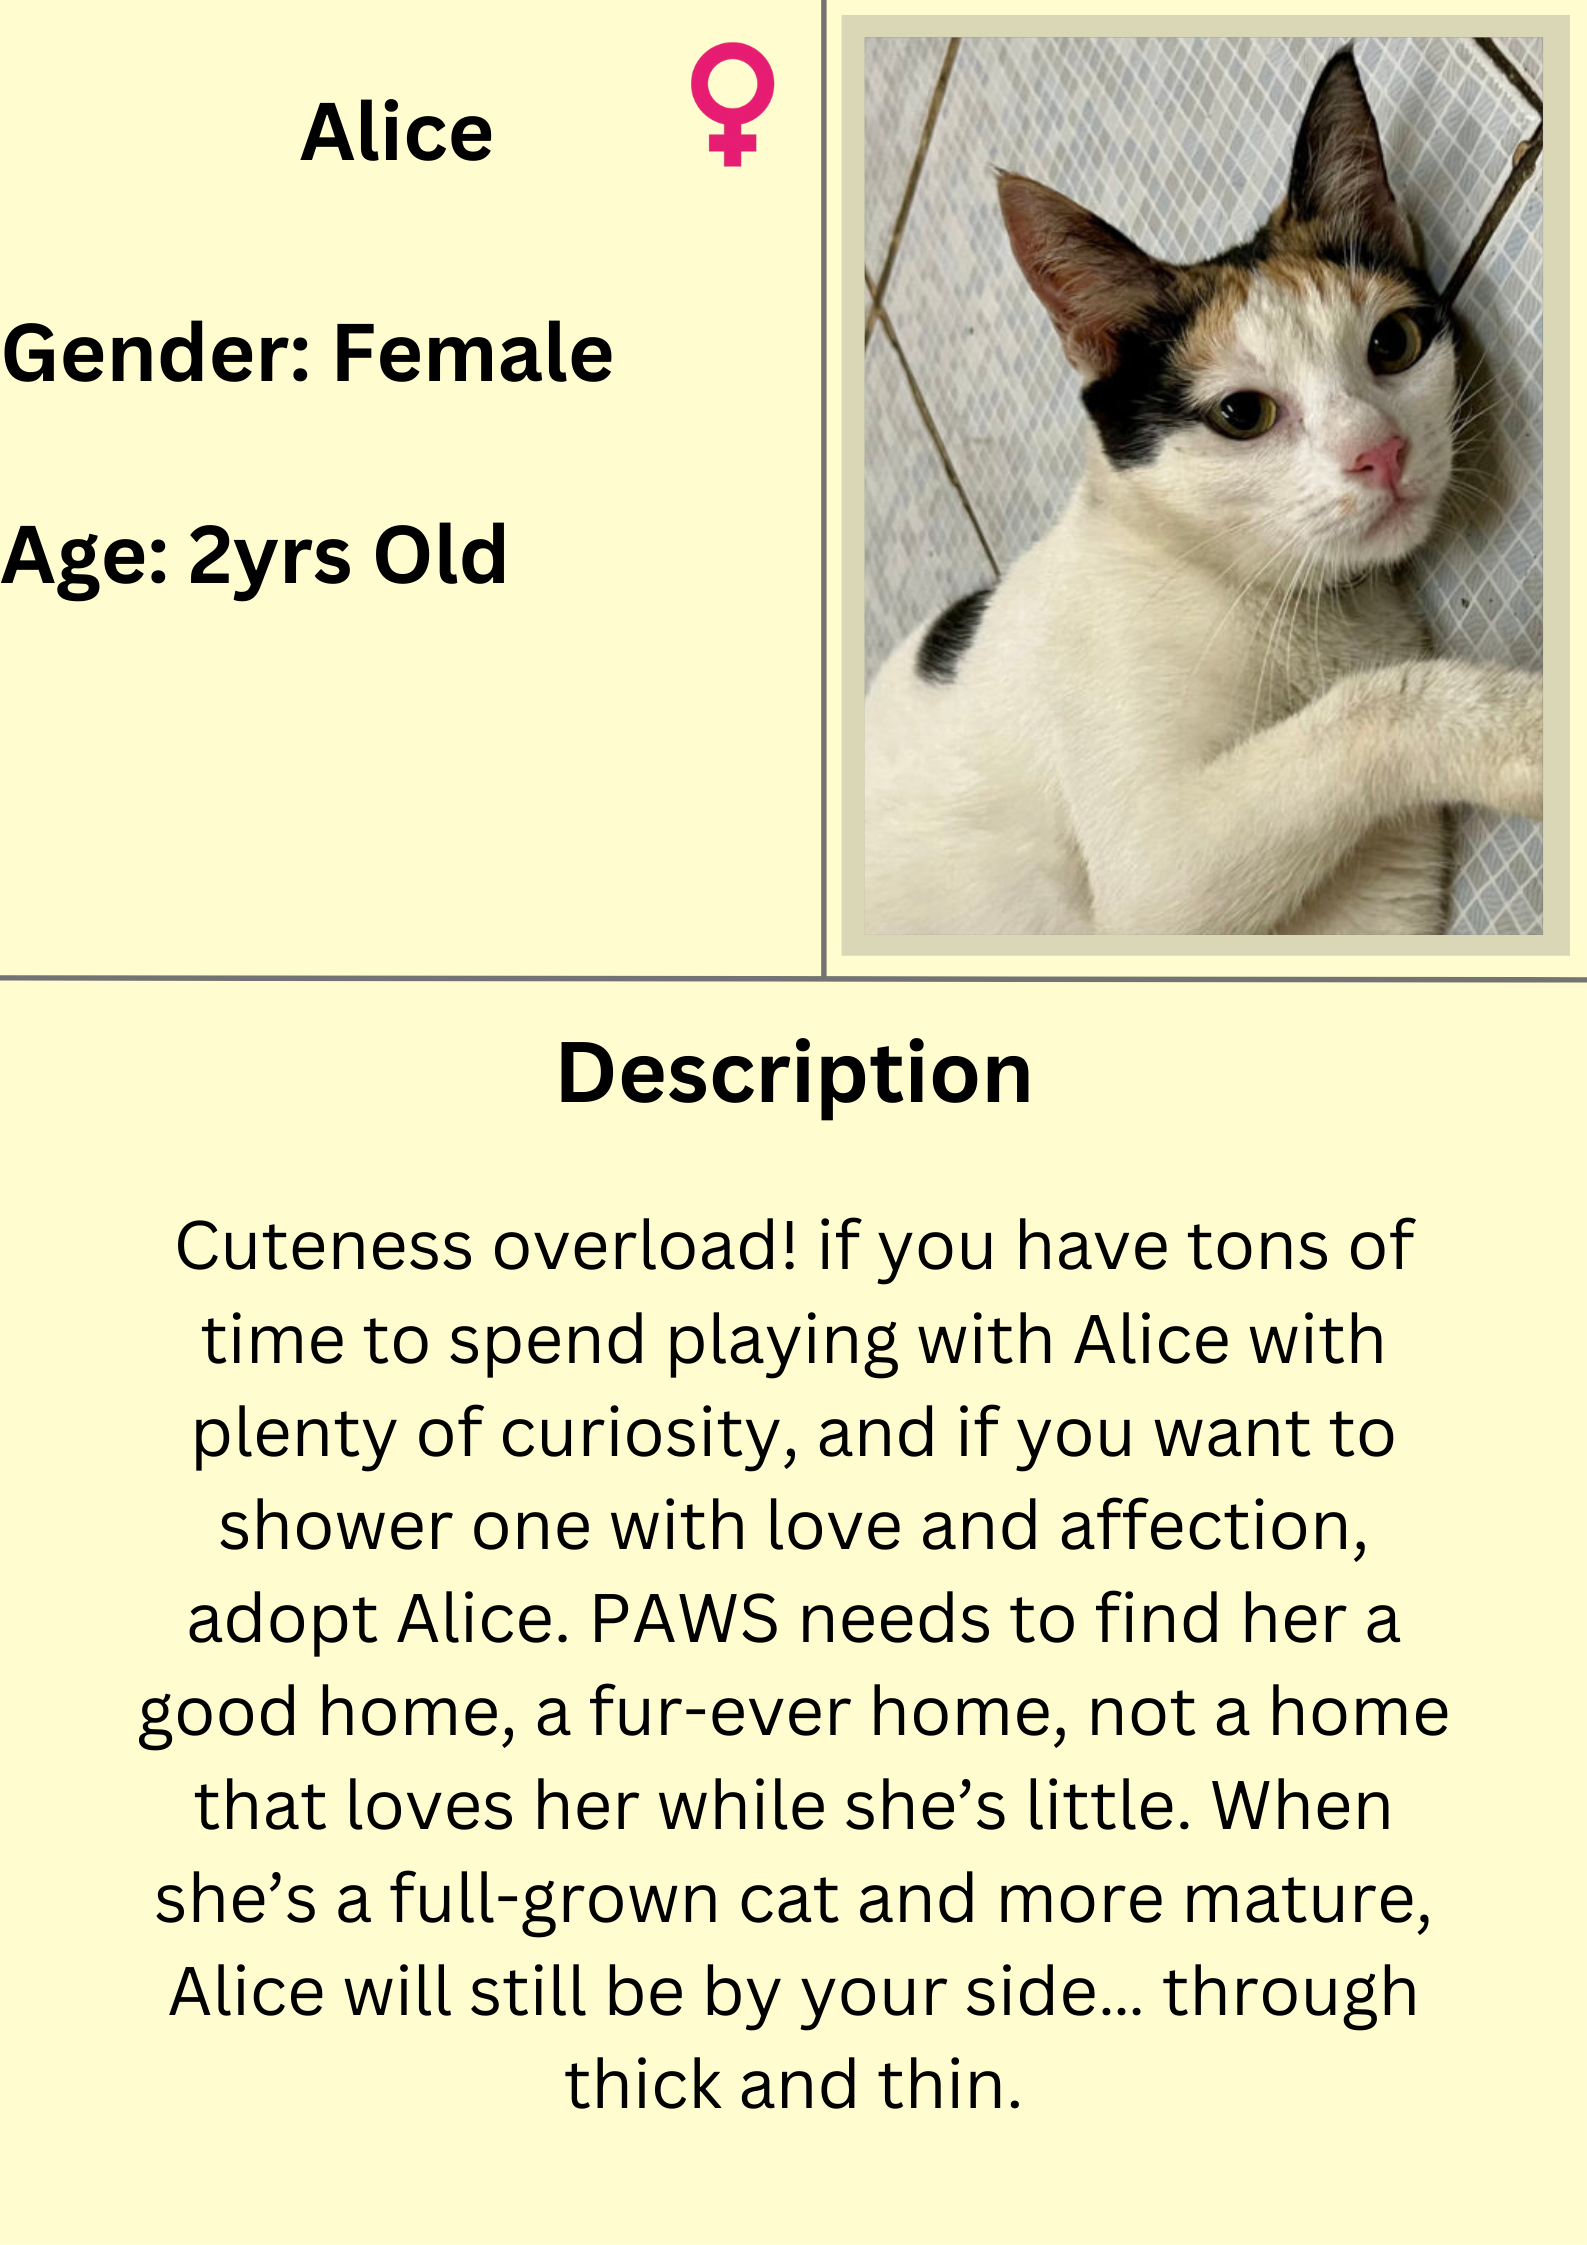 Alice
Gender: Female
Age: 2yrs Old
Description
Cuteness overload! if you have tons of
time to spend playing with Alice with
plenty of curiosity, and if you want to
shower one with love and affection,
adopt Alice. PAWS needs to find her a
good home, a fur-ever home, not a home
that loves her while she’s little. When
she’s a full-grown cat and more mature,
Alice will still be by your side... through
thick and thin.